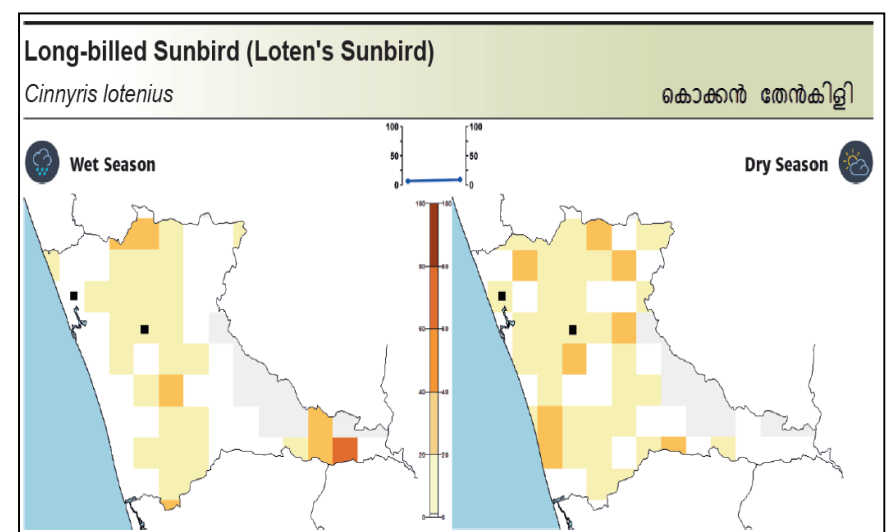 Long-billed Sunbird (Loten's Sunbird)
Cinnyris lotenius
കൊക്കൻ തേൻകിളി
Wet Season
100 100
50 50
0 0
Dry Season
100 100
80 80
60 60
40 40
20 20
0 0